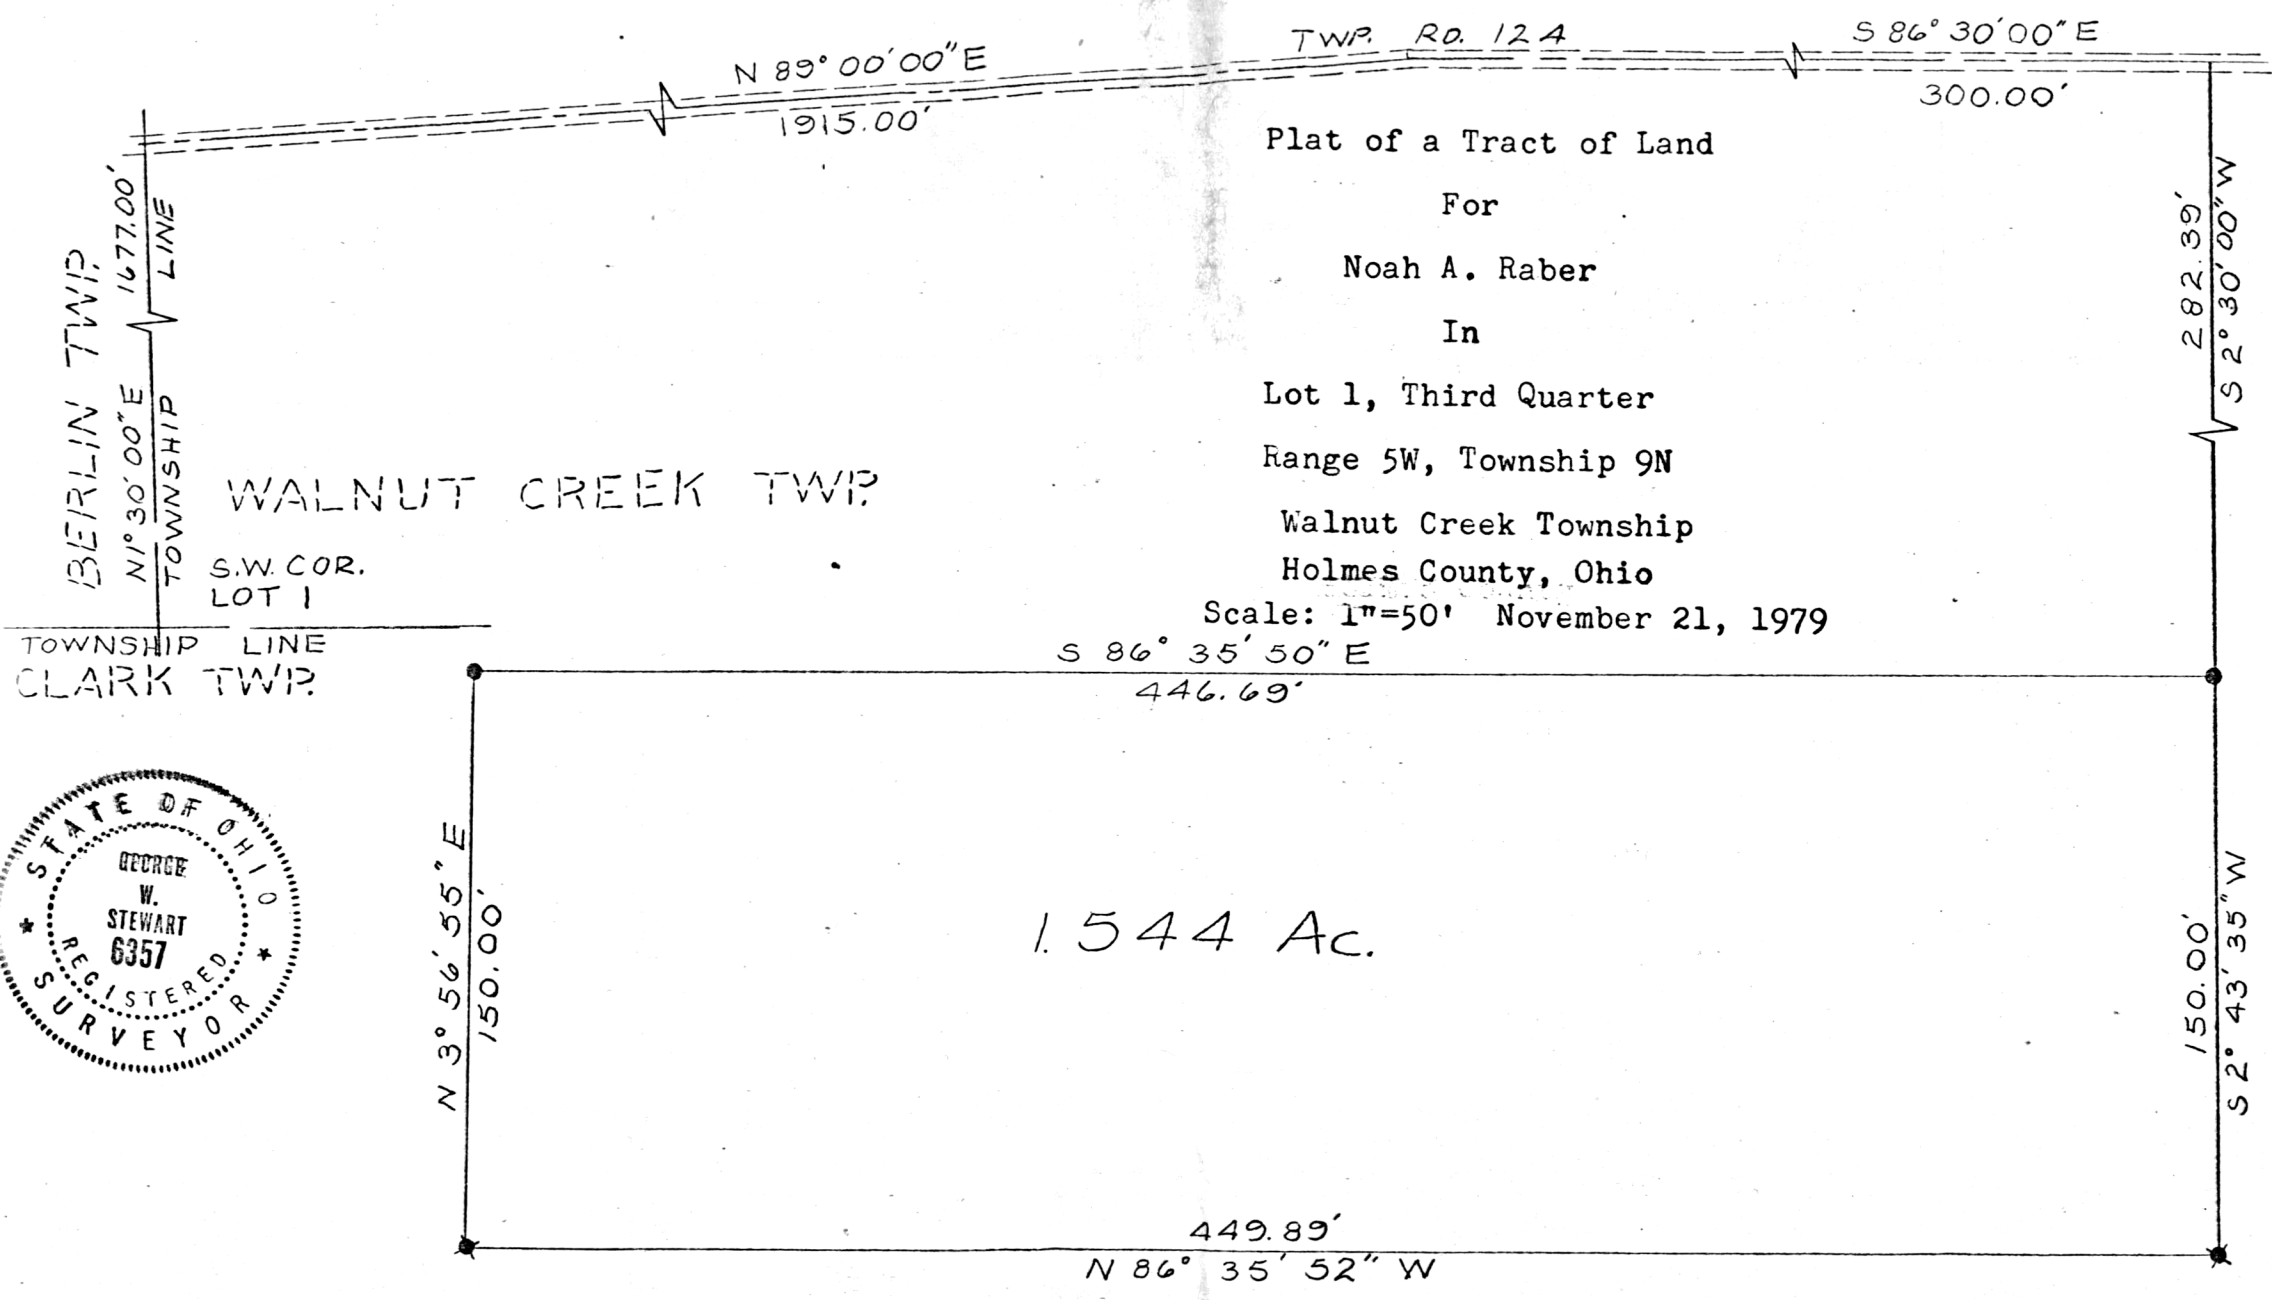 N 89° 00' 00" E
1915.00'
TWP. RD. 124
S 86° 30' 00" E
300.00'
Plat of a Tract of Land
For
Noah A. Raber
In
Lot 1, Third Quarter
Range 5W, Township 9N
Walnut Creek Township
Holmes County, Ohio
Scale: 1"=50' November 21, 1979
282.39'
S 2° 30' 00" W
BERLIN TWP.
N 1° 30' 00" E 1677.00'
TOWNSHIP LINE
WALNUT CREEK TWP.
S.W. COR.
LOT 1
TOWNSHIP LINE
CLARK TWP.
S 86° 35' 50" E
446.69'
N 3° 56' 55" E
150.00'
1.544 Ac.
150.00'
S 2° 43' 35" W
449.89'
N 86° 35' 52" W
STATE OF OHIO
GEORGE
W.
STEWART
6357
REGISTERED
SURVEYOR